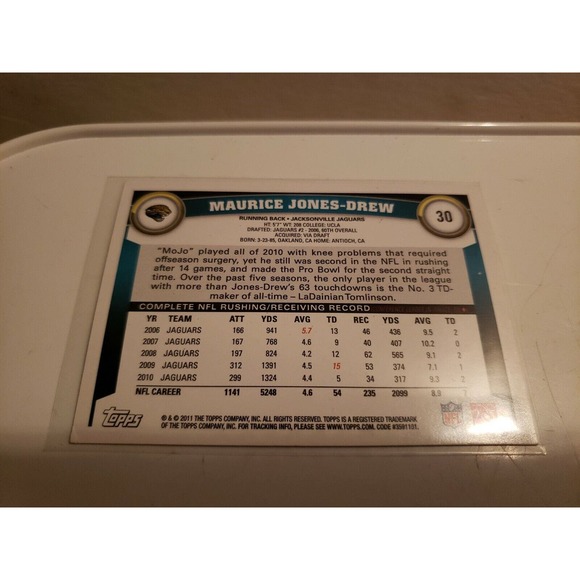 MAURICE JONES-DREW
30
RUNNING BACK • JACKSONVILLE JAGUARS
HT: 5'7" WT: 208 COLLEGE: UCLA
DRAFTED: JAGUARS #2 - 2006, 60TH OVERALL
ACQUIRED: VIA DRAFT
BORN: 3-23-85, OAKLAND, CA HOME: ANTIOCH, CA
"MoJo" played all of 2010 with knee problems that required
offseason surgery, yet he still was second in the NFL in rushing
after 14 games, and made the Pro Bowl for the second straight
time. Over the past five seasons, the only player in the league
with more than Jones-Drew's 63 touchdowns is the No. 3 TD-
maker of all-time – LaDainian Tomlinson.
COMPLETE NFL RUSHING/RECEIVING RECORD
YR TEAM ATT YDS AVG TD REC YDS AVG TD
2006 JAGUARS 166 941 5.7 13 46 436 9.5 2
2007 JAGUARS 167 768 4.6 9 40 407 10.2 0
2008 JAGUARS 197 824 4.2 12 62 565 9.1 2
2009 JAGUARS 312 1391 4.5 15 53 374 7.1 1
2010 JAGUARS 299 1324 4.4 5 34 317 9.3 2
NFL CAREER 1141 5248 4.6 54 235 2099 8.9 7
TOPPS
® & © 2011 THE TOPPS COMPANY, INC. ALL RIGHTS RESERVED. TOPPS IS A REGISTERED TRADEMARK
OF THE TOPPS COMPANY, INC. FOR TRACKING INFO, PLEASE SEE WWW.TOPPS.COM. CODE #3591101.
NFL